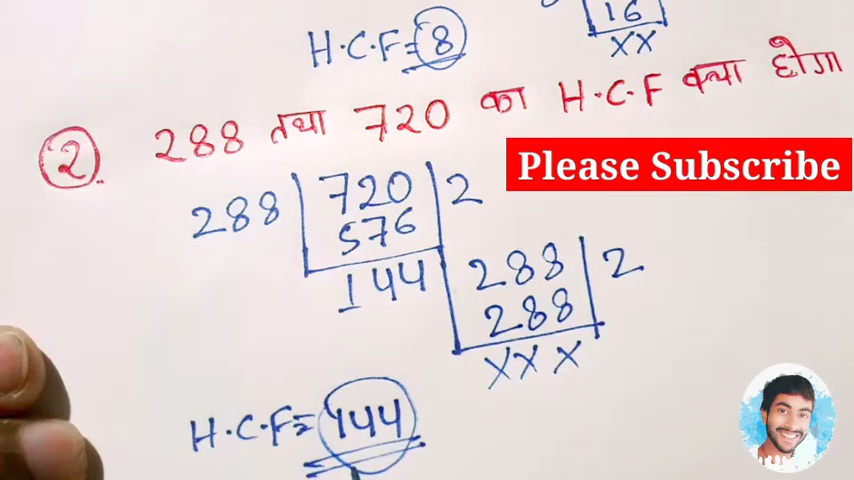 16
H.C.F=8
XX
2. 288 तथा 720 का H.C.F क्या होगा
Please Subscribe
288 720 2
576
144 288 2
288
XXX
H.C.F=144